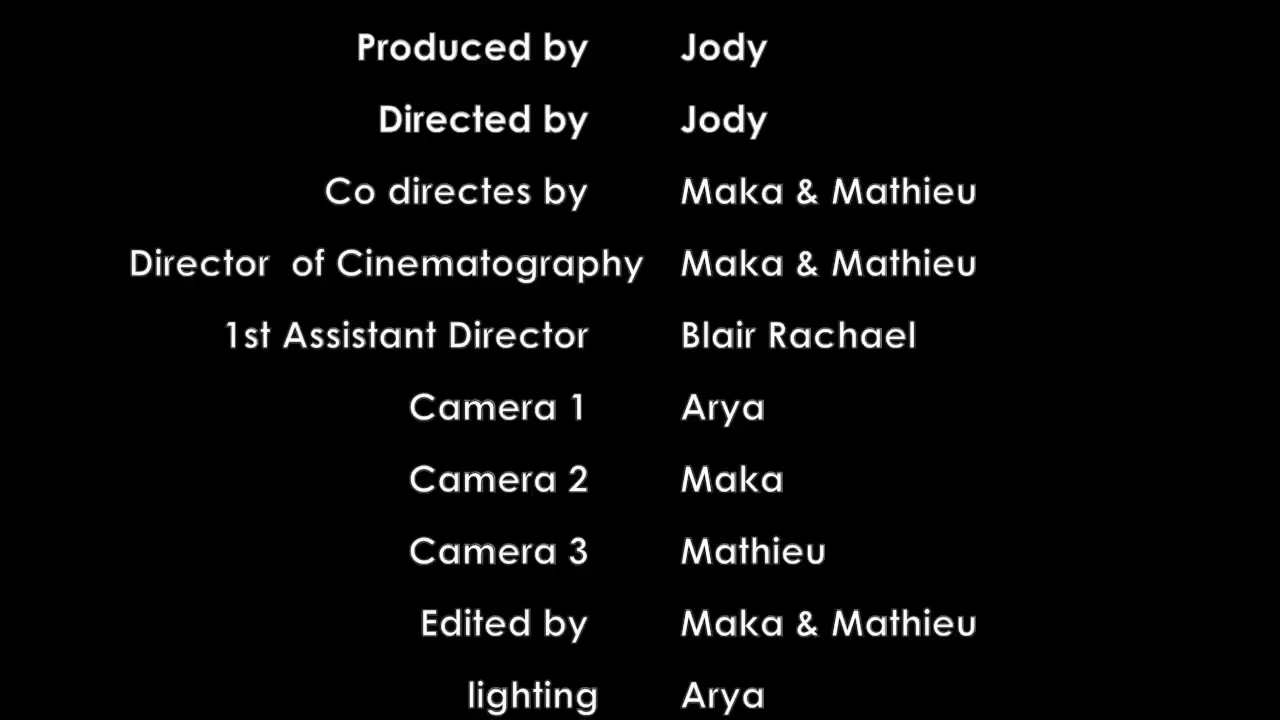 Produced by Jody
Directed by Jody
Co directes by Maka & Mathieu
Director of Cinematography Maka & Mathieu
1st Assistant Director Blair Rachael
Camera 1 Arya
Camera 2 Maka
Camera 3 Mathieu
Edited by Maka & Mathieu
lighting Arya